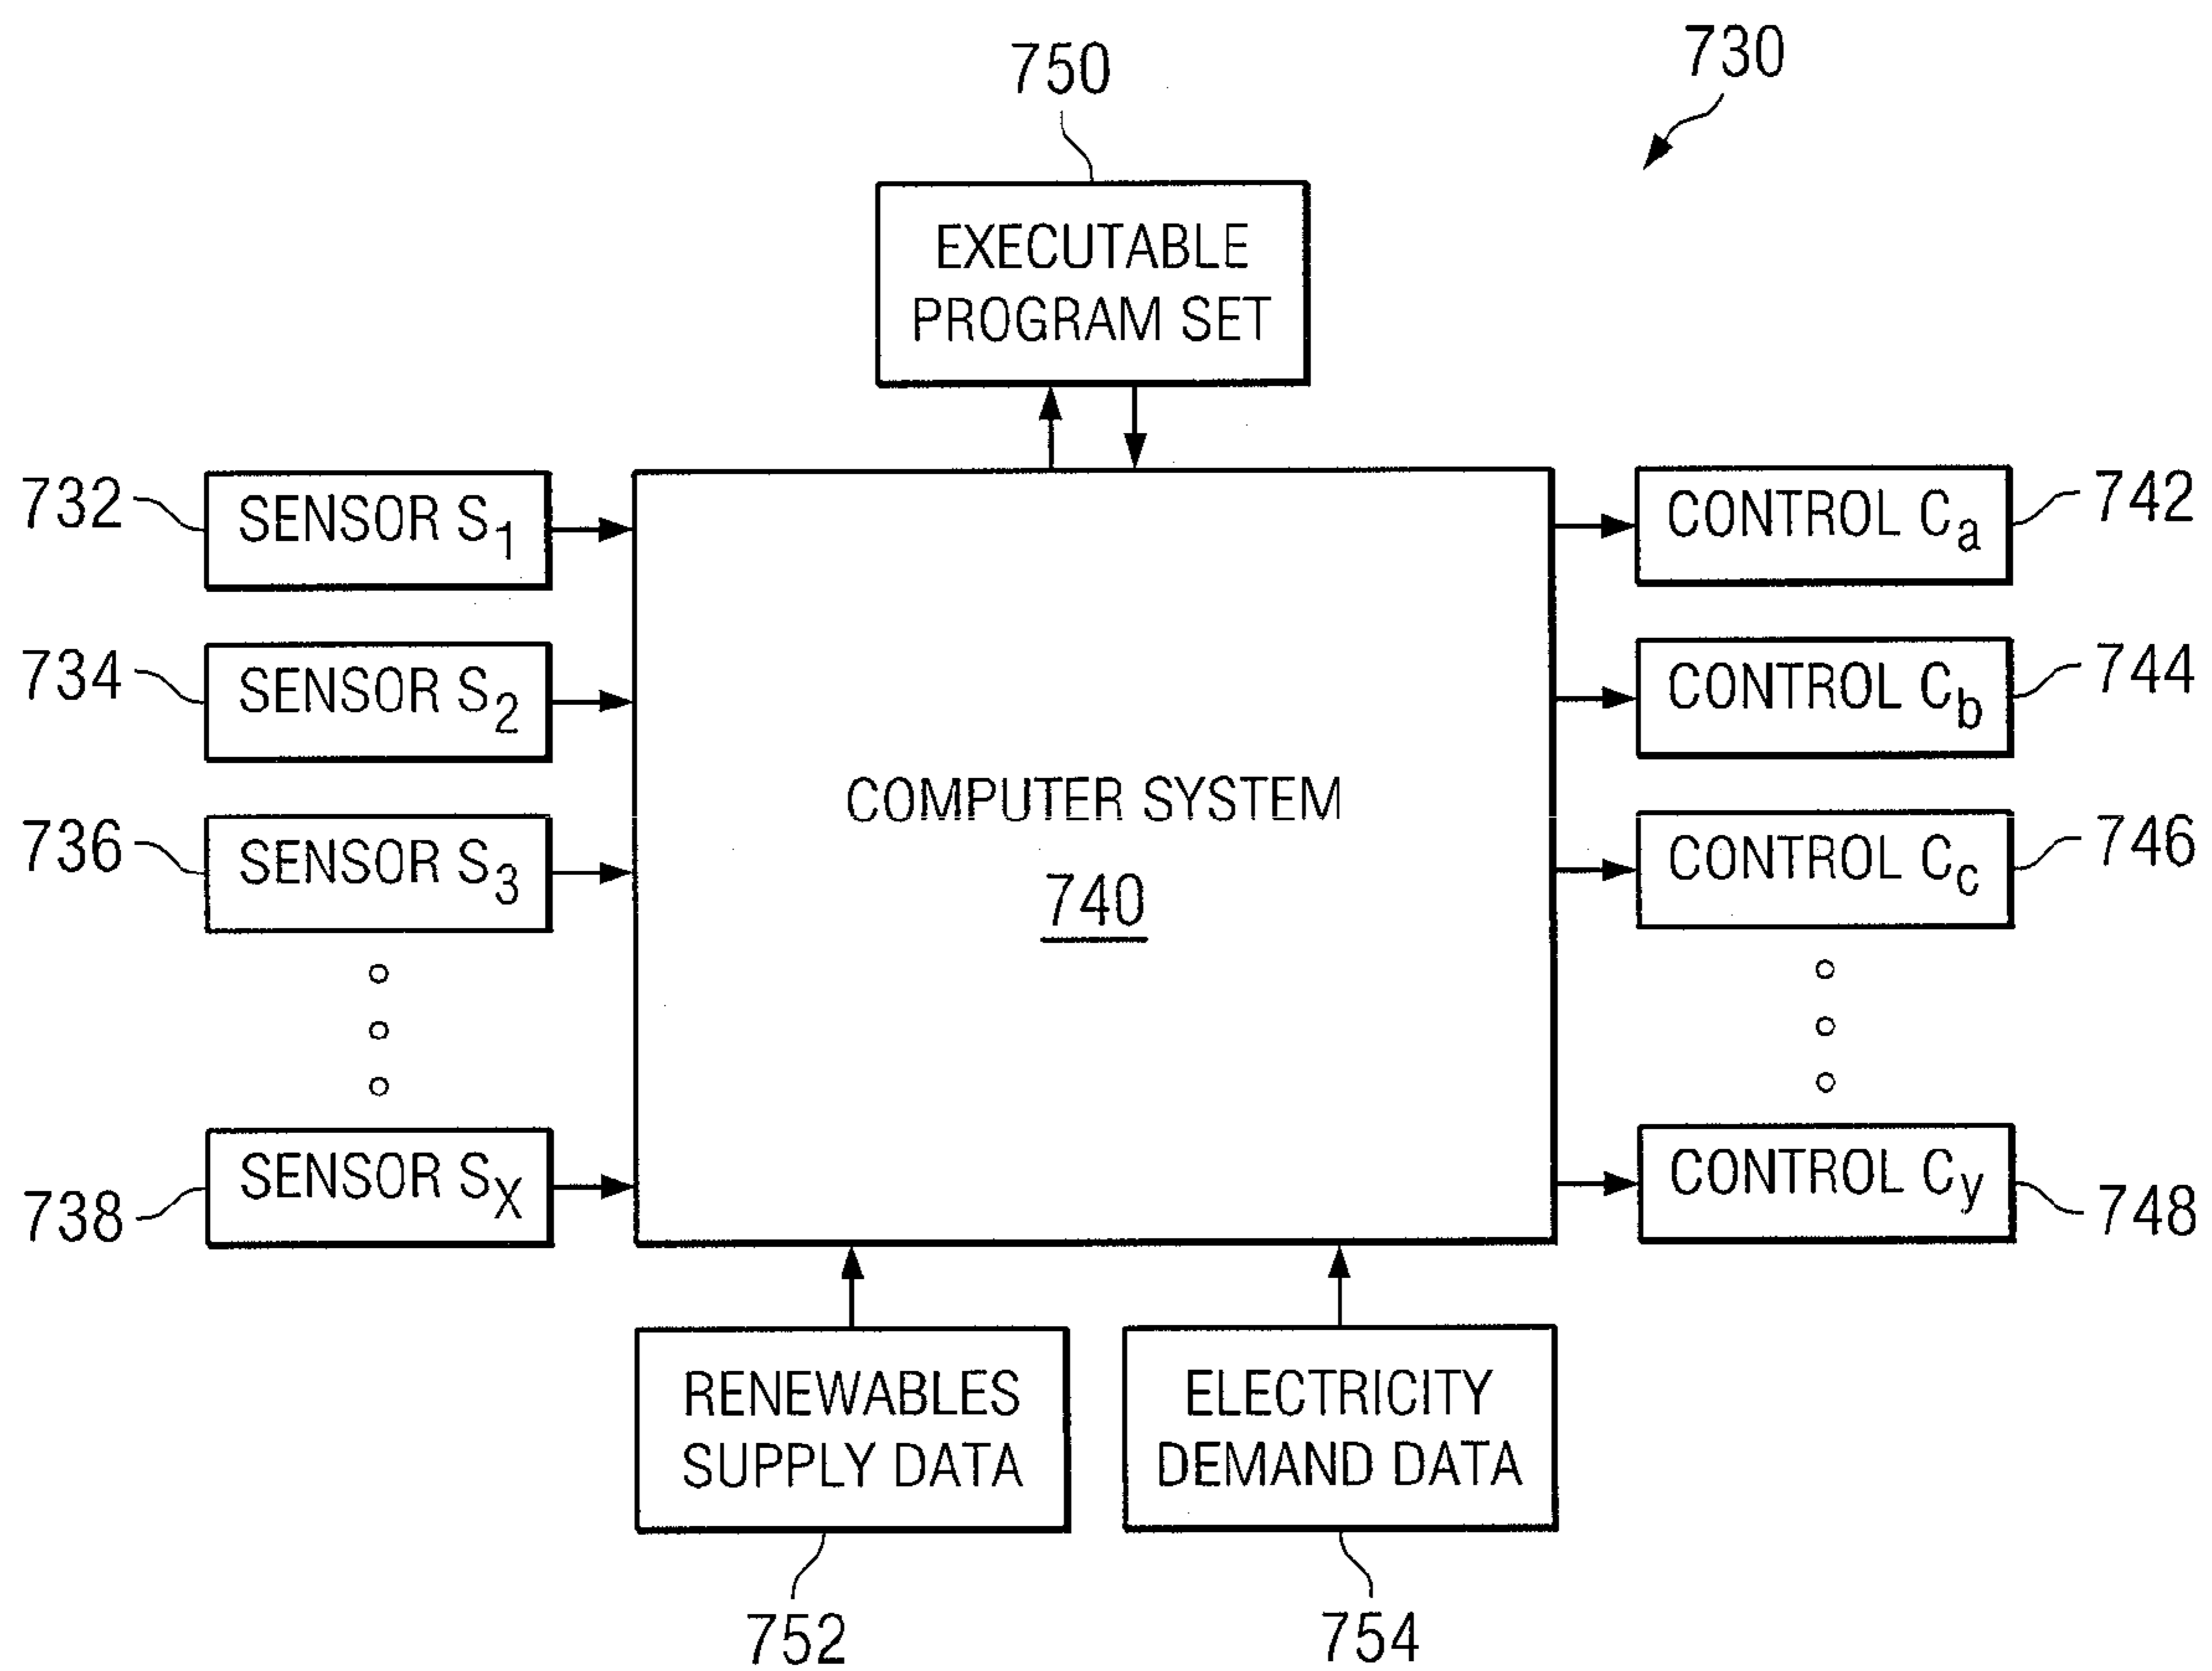 750
730
EXECUTABLE
PROGRAM SET
732
SENSOR S1
CONTROL Ca
742
734
SENSOR S2
CONTROL Cb
744
COMPUTER SYSTEM
740
736
SENSOR S3
CONTROL Cc
746
738
SENSOR SX
CONTROL Cy
748
RENEWABLES
SUPPLY DATA
ELECTRICITY
DEMAND DATA
752
754